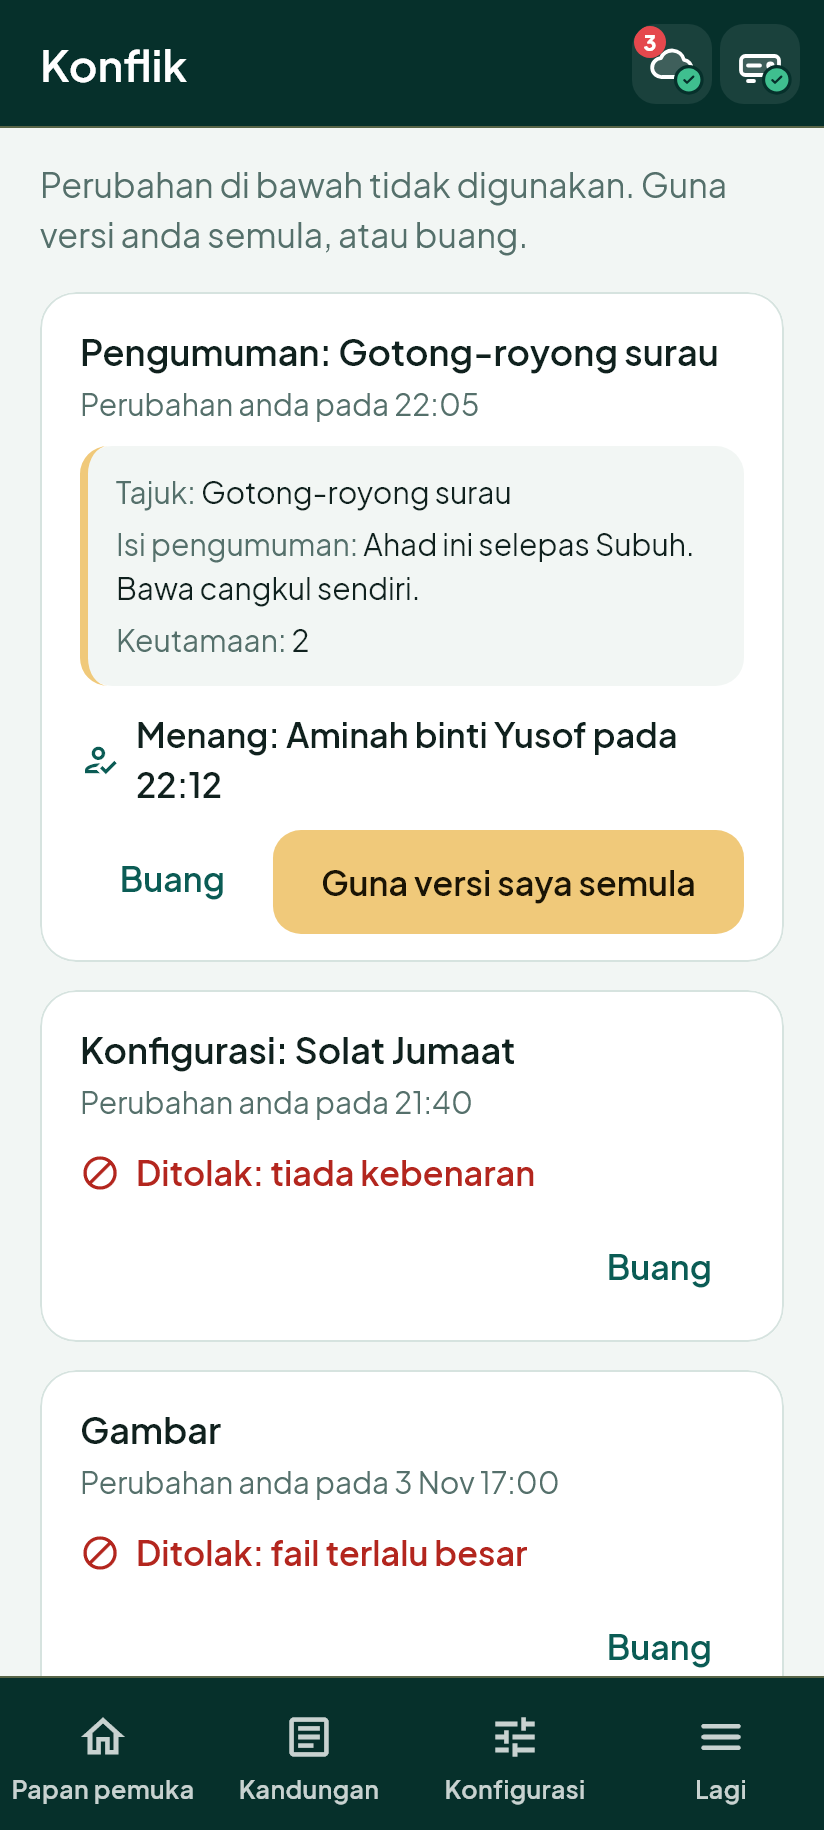 Konflik
3
Perubahan di bawah tidak digunakan. Guna
versi anda semula, atau buang.
Pengumuman: Gotong-royong surau
Perubahan anda pada 22:05
Tajuk: Gotong-royong surau
Isi pengumuman: Ahad ini selepas Subuh.
Bawa cangkul sendiri.
Keutamaan: 2
Menang: Aminah binti Yusof pada
22:12
Buang
Guna versi saya semula
Konfigurasi: Solat Jumaat
Perubahan anda pada 21:40
Ditolak: tiada kebenaran
Buang
Gambar
Perubahan anda pada 3 Nov 17:00
Ditolak: fail terlalu besar
Buang
Papan pemuka
Kandungan
Konfigurasi
Lagi